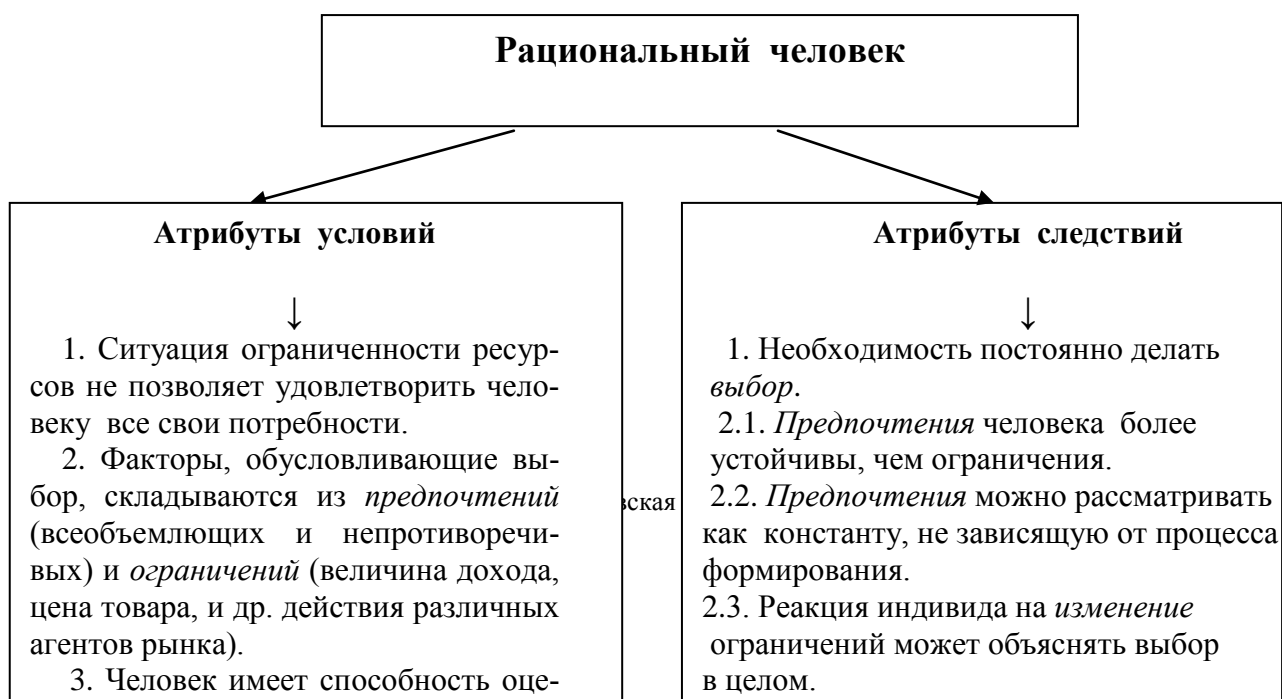 Рациональный человек
Атрибуты условий
↓
1. Ситуация ограниченности ресур-
сов не позволяет удовлетворить чело-
веку все свои потребности.
2. Факторы, обусловливающие вы-
бор, складываются из предпочтений
(всеобъемлющих и непротиворечи-
вых) и ограничений (величина дохода,
цена товара, и др. действия различных
агентов рынка).
3. Человек имеет способность оце-
вская
Атрибуты следствий
↓
1. Необходимость постоянно делать
выбор.
2.1. Предпочтения человека более
устойчивы, чем ограничения.
2.2. Предпочтения можно рассматривать
как константу, не зависящую от процесса
формирования.
2.3. Реакция индивида на изменение
ограничений может объяснять выбор
в целом.